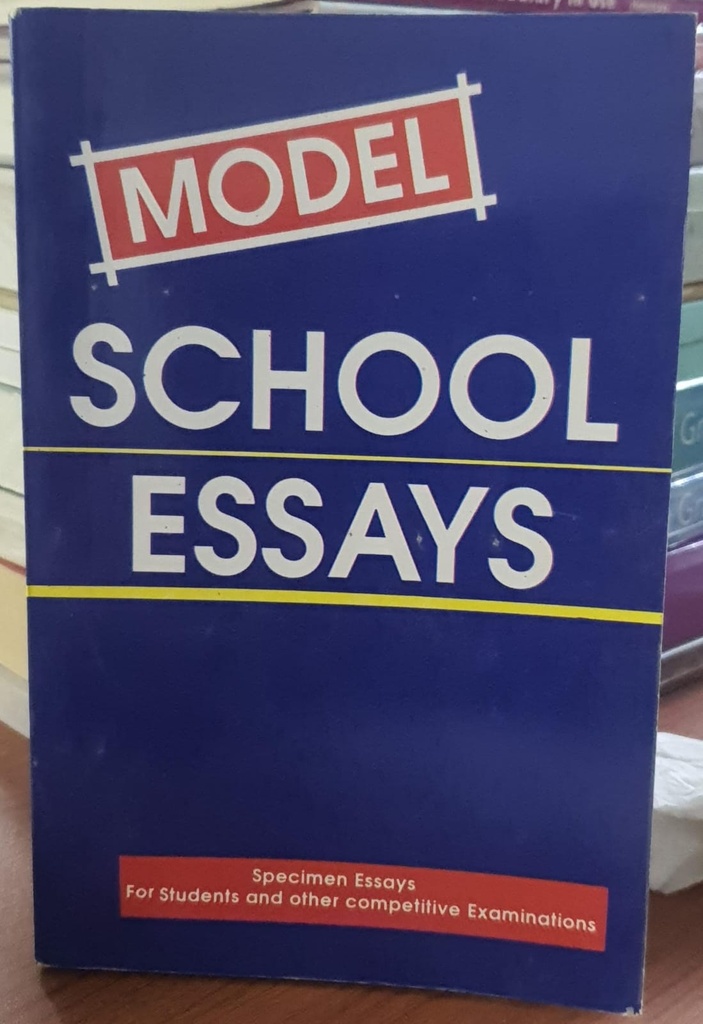 MODEL
SCHOOL
ESSAYS
Specimen Essays
For Students and other competitive Examinations